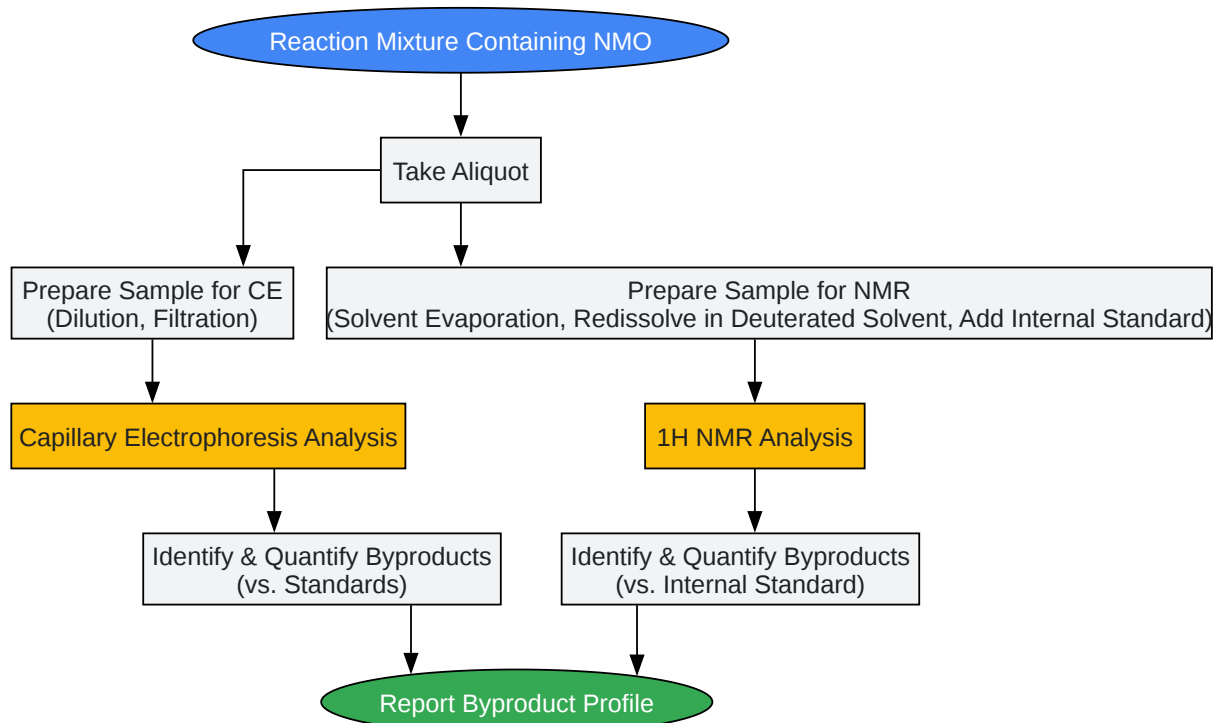 Reaction Mixture Containing NMO
Take Aliquot
Prepare Sample for CE
(Dilution, Filtration)
Prepare Sample for NMR
(Solvent Evaporation, Redissolve in Deuterated Solvent, Add Internal Standard)
Capillary Electrophoresis Analysis
1H NMR Analysis
Identify & Quantify Byproducts
(vs. Standards)
Identify & Quantify Byproducts
(vs. Internal Standard)
Report Byproduct Profile